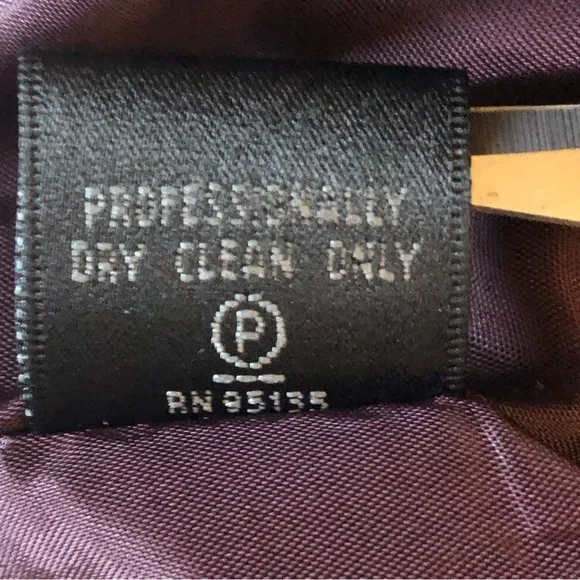 PROFESSIONALLY
DRY CLEAN ONLY
P
RN 95135